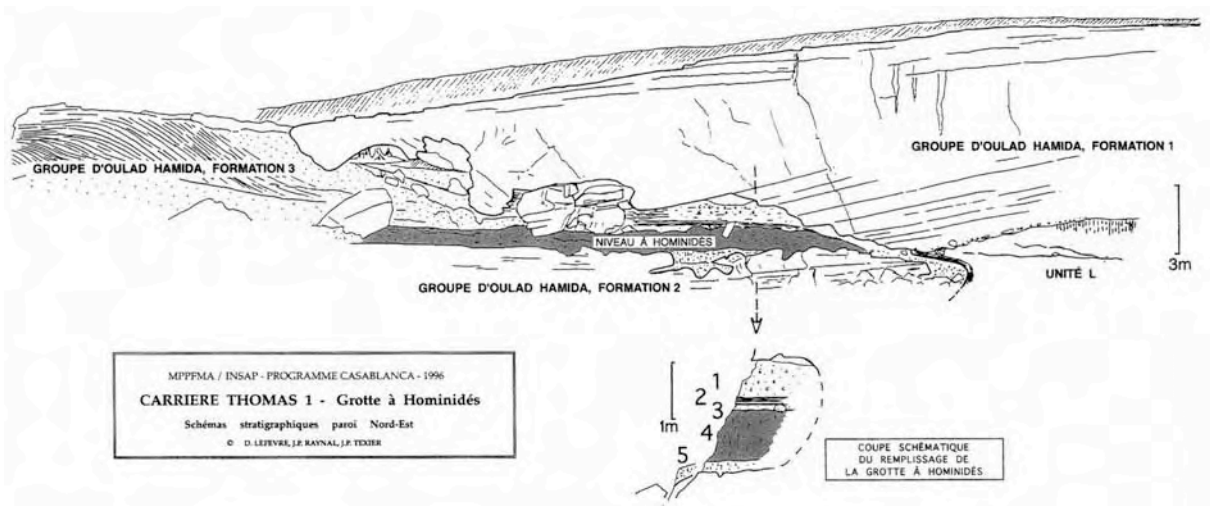 GROUPE D'OULAD HAMIDA, FORMATION 3
GROUPE D'OULAD HAMIDA, FORMATION 1
NIVEAU À HOMINIDÈS
3m
UNITÉ L
GROUPE D'OULAD HAMIDA, FORMATION 2
MPPFMA / INSAP - PROGRAMME CASABLANCA - 1996
CARRIERE THOMAS 1 - Grotte à Hominidés
Schémas stratigraphiques paroi Nord-Est
© D. LEFEVRE, J.P. RAYNAL, J.P. TEXIER
1m
1
2
3
4
5
COUPE SCHÉMATIQUE
DU REMPLISSAGE DE
LA GROTTE À HOMINIDÉS